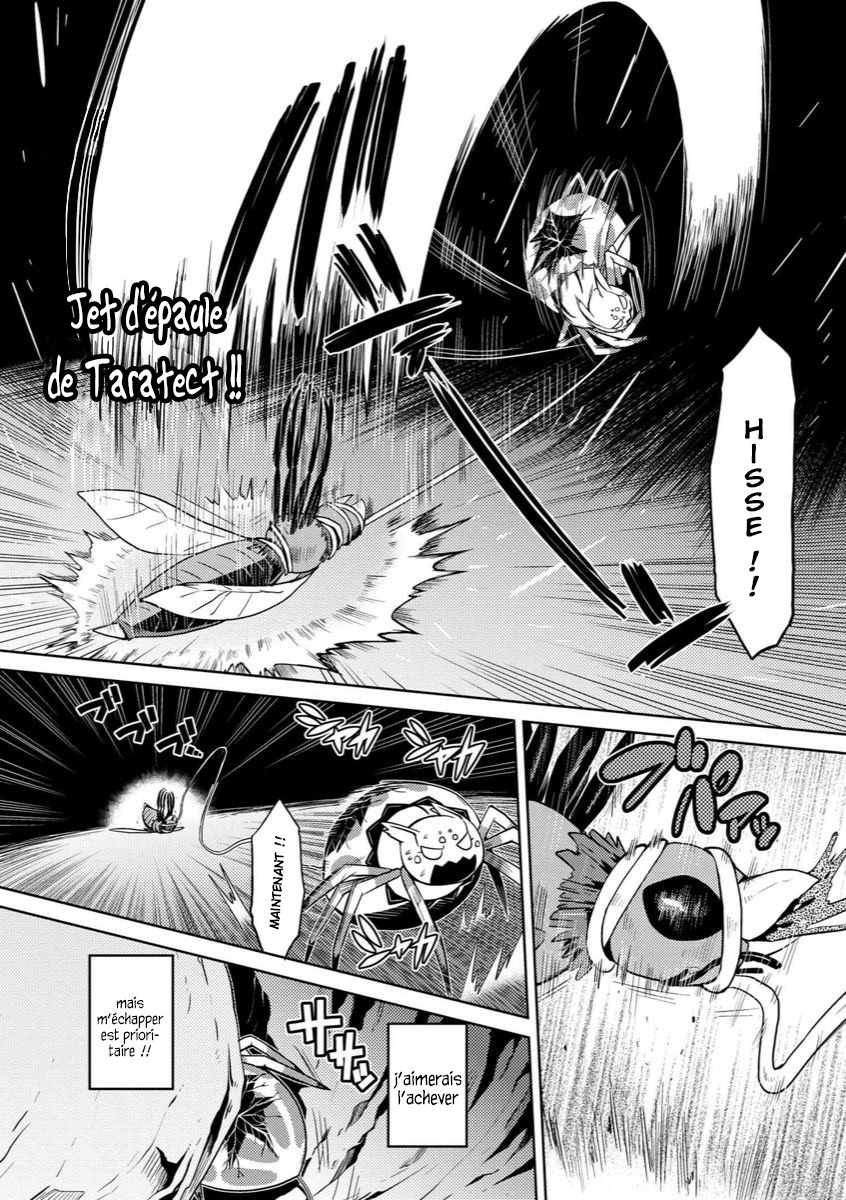 Jet d'épaule
de Taratect !!
HISSE !!
ブパアッ
シャカ
シャカ
ブブブ
MAINTENANT !!
シャカ
j'aimerais
l'achever
ササッ
mais
m'échapper
est priori-
taire !!